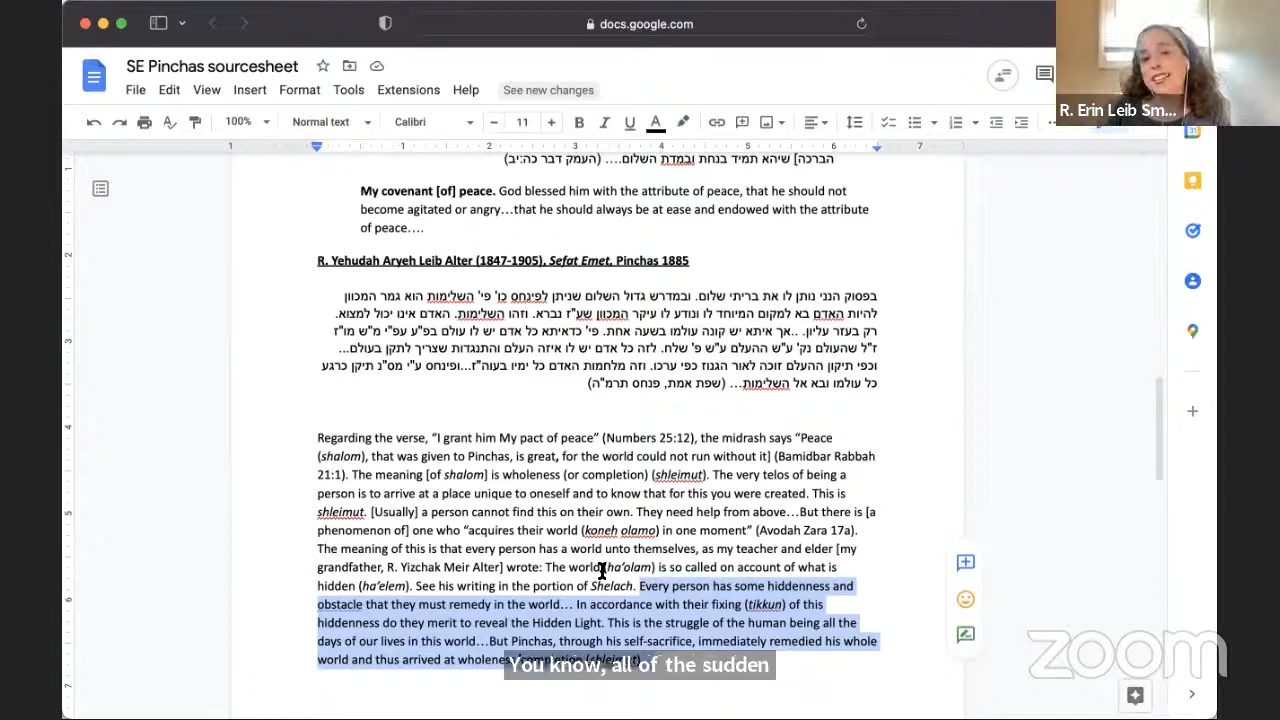 docs.google.com
SE Pinchas sourcesheet
File Edit View Insert Format Tools Extensions Help See new changes
R. Erin Leib Sm...
100% Normal text Calibri 11
1 1 2 3 4 5 6 7
הברכה] שיהא תמיד בנחת ובמדת השלום.... (העמק דבר כה:יב)
My covenant [of] peace. God blessed him with the attribute of peace, that he should not
become agitated or angry…that he should always be at ease and endowed with the attribute
of peace….
R. Yehudah Aryeh Leib Alter (1847-1905), Sefat Emet, Pinchas 1885
בפסוק הנני נותן לו את בריתי שלום. ובמדרש גדול השלום שניתן לפינחס כו' פי' השלימות הוא גמר המכוון
להיות האדם בא למקום המיוחד לו ונודע לו עיקר המכוון שע"ז נברא. וזהו השלימות. האדם אינו יכול למצוא.
רק בעזר עליון. ..אך איתא יש קונה עולמו בשעה אחת. פי' כדאיתא כל אדם יש לו עולם בפ"ע עפ"י מ"ש מו"ז
ז"ל שהעולם נק' ע"ש ההעלם ע"ש פ' שלח. לזה כל אדם יש לו איזה העלם והתנגדות שצריך לתקן בעולם...
וכפי תיקון ההעלם זוכה לאור הגנוז כפי ערכו. וזה מלחמות האדם כל ימיו בעוה"ז...ופינחס ע"י מס"נ תיקן כרגע
כל עולמו ובא אל השלימות… (שפת אמת, פנחס תרמ"ה)
Regarding the verse, “I grant him My pact of peace” (Numbers 25:12), the midrash says “Peace
(shalom), that was given to Pinchas, is great, for the world could not run without it] (Bamidbar Rabbah
21:1). The meaning [of shalom] is wholeness (or completion) (shleimut). The very telos of being a
person is to arrive at a place unique to oneself and to know that for this you were created. This is
shleimut. [Usually] a person cannot find this on their own. They need help from above…But there is [a
phenomenon of] one who “acquires their world (koneh olamo) in one moment” (Avodah Zara 17a).
The meaning of this is that every person has a world unto themselves, as my teacher and elder [my
grandfather, R. Yizchak Meir Alter] wrote: The world (ha’olam) is so called on account of what is
hidden (ha’elem). See his writing in the portion of Shelach. Every person has some hiddenness and
obstacle that they must remedy in the world… In accordance with their fixing (tikkun) of this
hiddenness do they merit to reveal the Hidden Light. This is the struggle of the human being all the
days of our lives in this world…But Pinchas, through his self-sacrifice, immediately remedied his whole
world and thus arrived at wholeness/completion (shleimut)
You know, all of the sudden
zoom